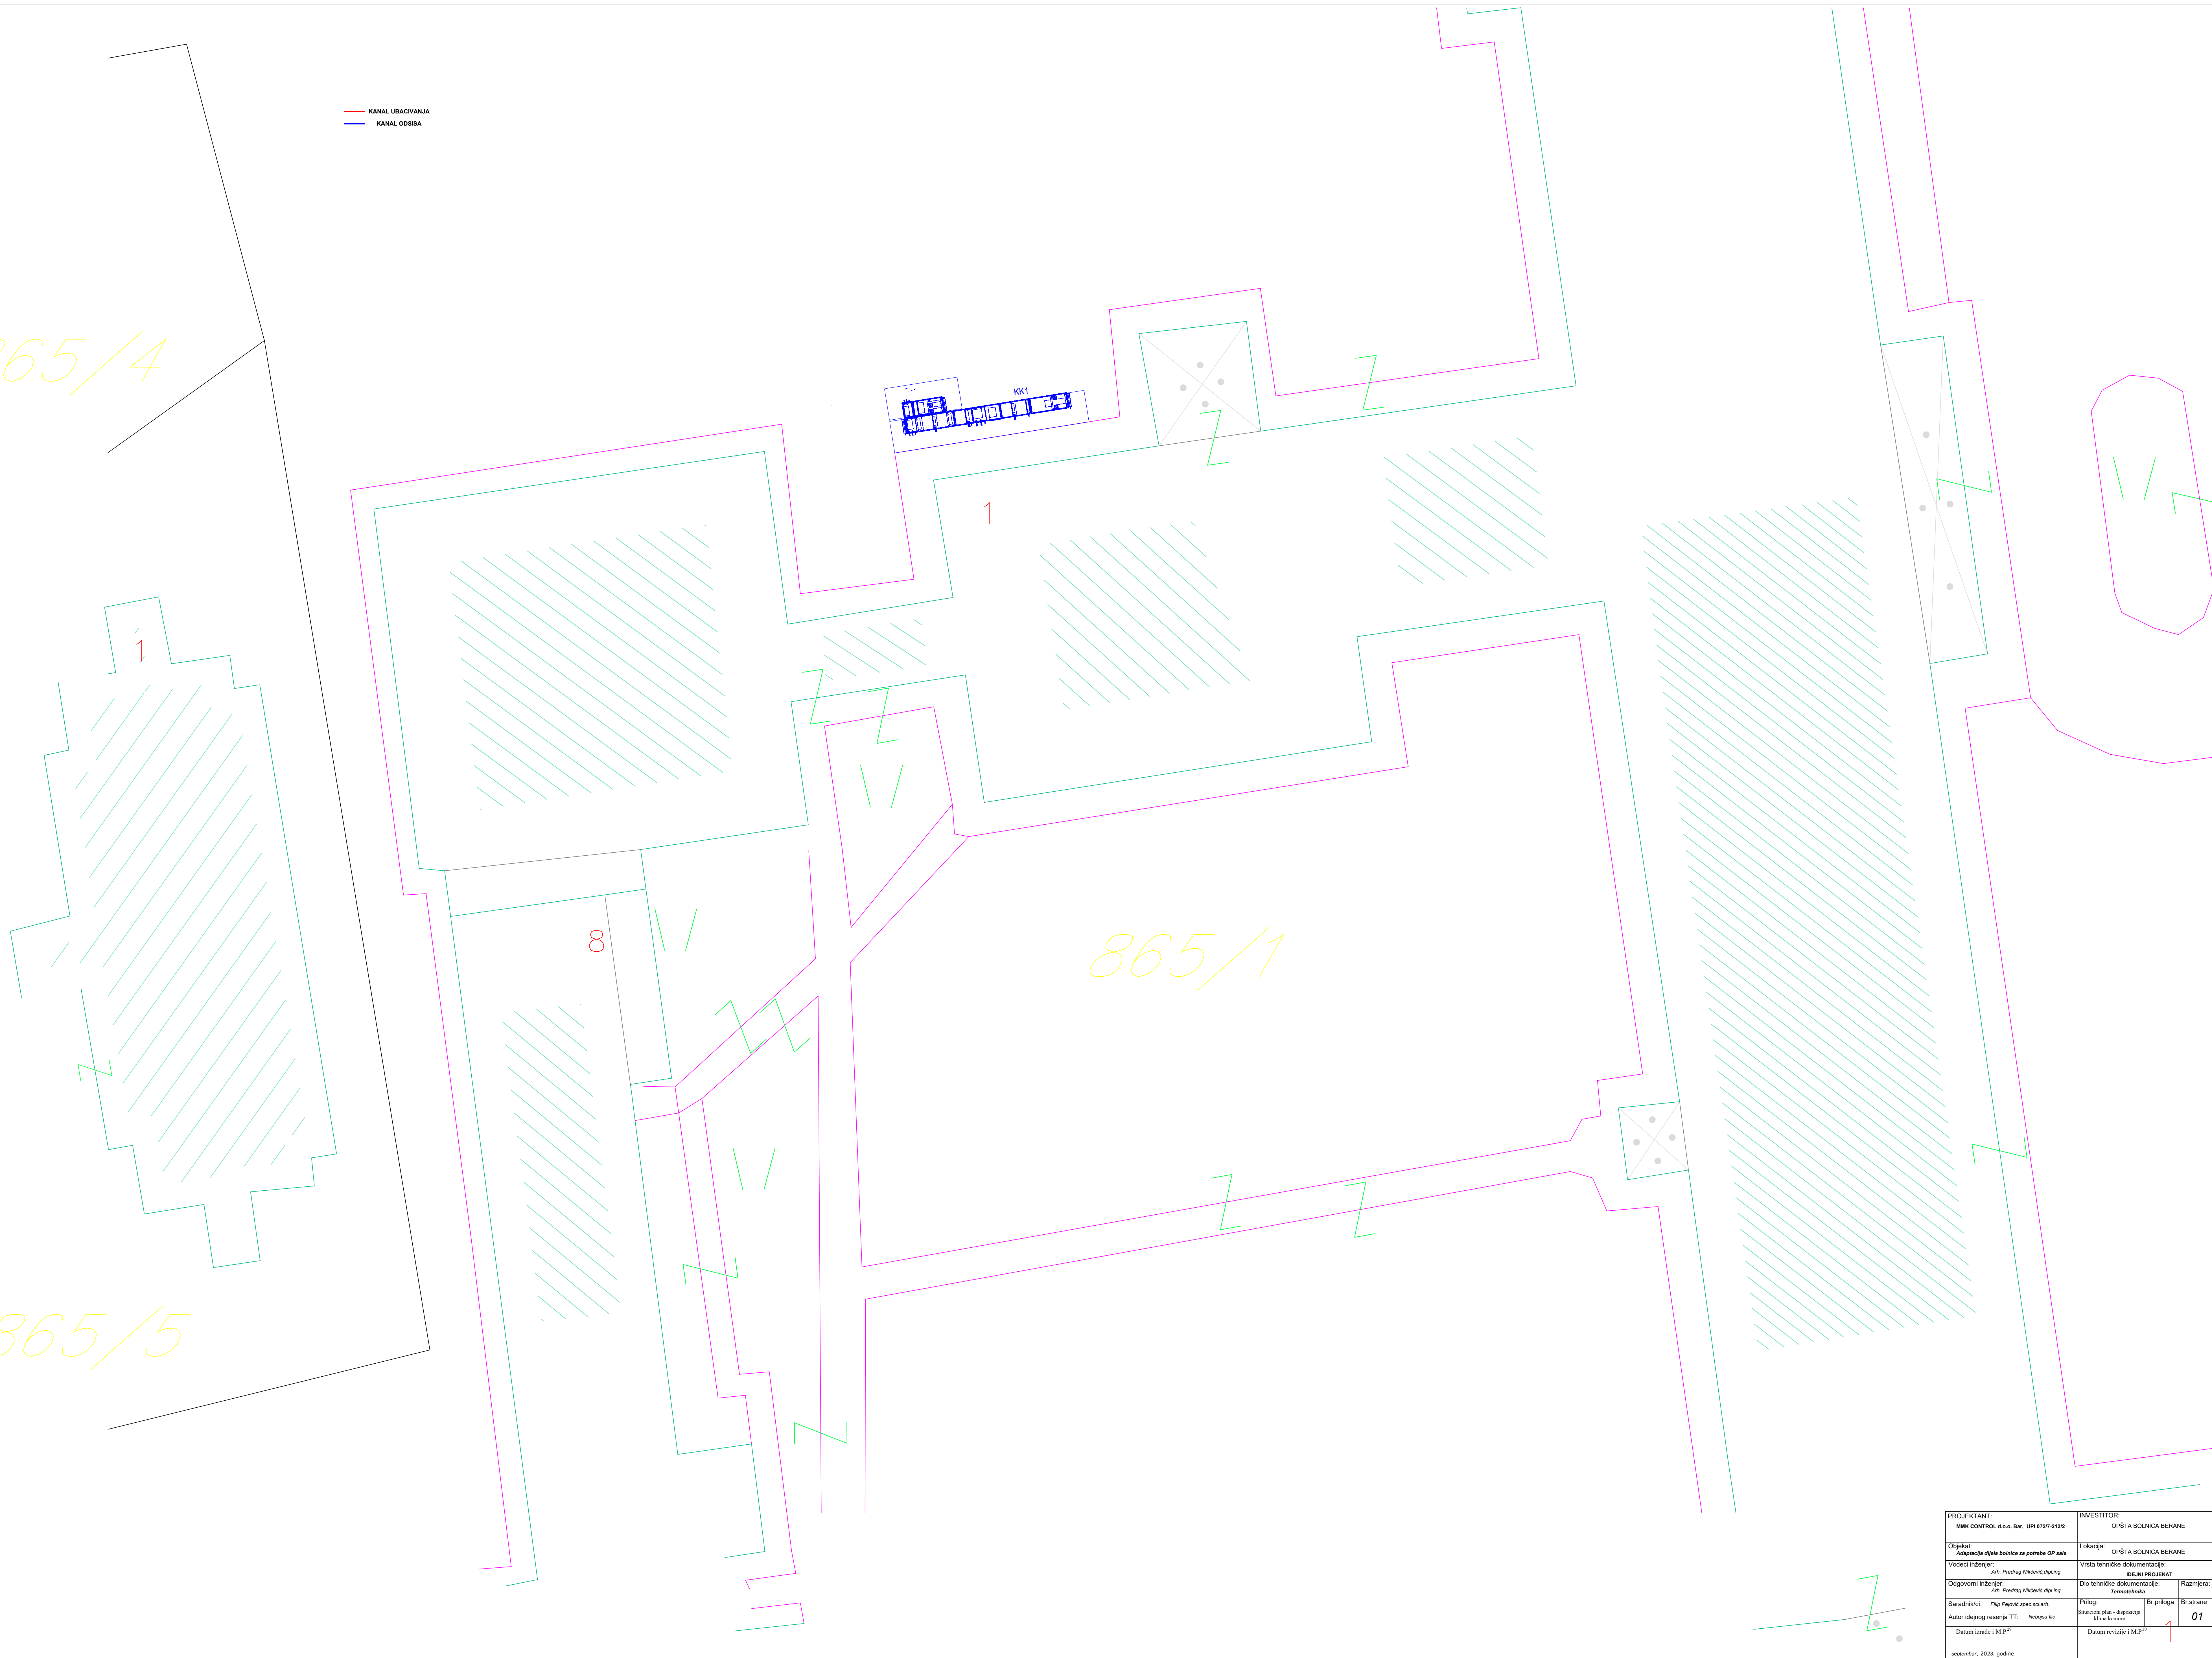 KANAL UBACIVANJA
KANAL ODSISA
865/4
KK1
1
1
8
865/1
865/5
PROJEKTANT:
MMK CONTROL d.o.o. Bar, UPI 072/7-212/2
INVESTITOR:
OPŠTA BOLNICA BERANE
Objekat:
Adaptacija dijela bolnice za potrebe OP sale
Lokacija:
OPŠTA BOLNICA BERANE
Vodeci inženjer:
Arh. Predrag Nikčević,dipl.ing
Vrsta tehničke dokumentacije:
IDEJNI PROJEKAT
Odgovorni inženjer:
Arh. Predrag Nikčević,dipl.ing
Dio tehničke dokumentacije:
Termotehnika
Razmjera:
Saradnik/ci: Filip Pejović,spec.sci.arh.
Autor idejnog resenja TT: Nebojsa Ilic
Prilog:
Situacioni plan - dispozicija
klima komore
Br.priloga
Br.strane
01
Datum izrade i M.P29
septembar, 2023. godine
Datum revizije i M.P30
1